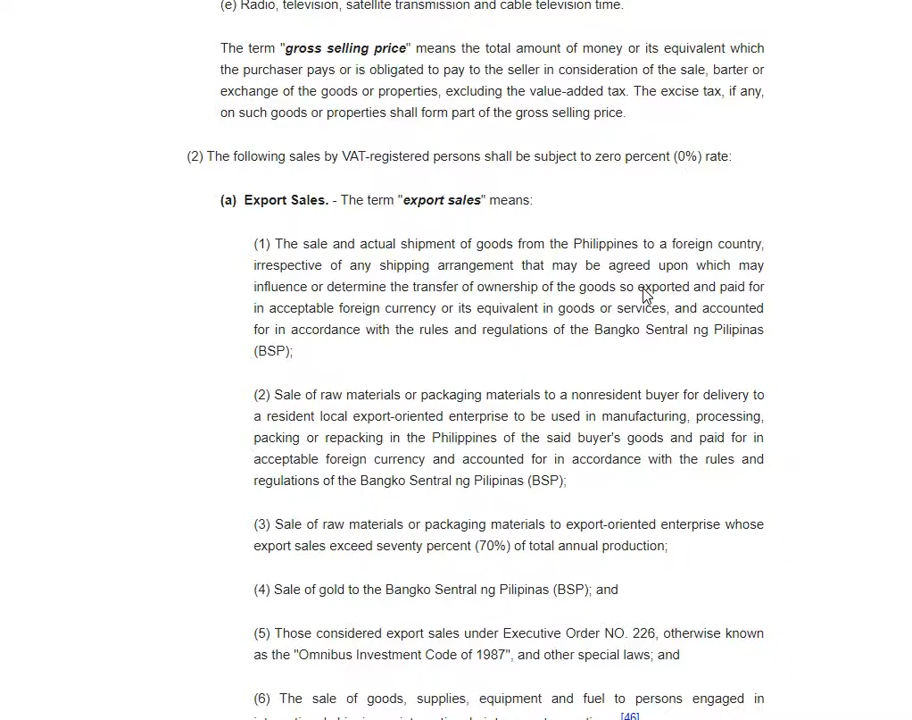 (e) Radio, television, satellite transmission and cable television time.
The term "gross selling price" means the total amount of money or its equivalent which
the purchaser pays or is obligated to pay to the seller in consideration of the sale, barter or
exchange of the goods or properties, excluding the value-added tax. The excise tax, if any,
on such goods or properties shall form part of the gross selling price.
(2) The following sales by VAT-registered persons shall be subject to zero percent (0%) rate:
(a) Export Sales. - The term "export sales" means:
(1) The sale and actual shipment of goods from the Philippines to a foreign country,
irrespective of any shipping arrangement that may be agreed upon which may
influence or determine the transfer of ownership of the goods so exported and paid for
in acceptable foreign currency or its equivalent in goods or services, and accounted
for in accordance with the rules and regulations of the Bangko Sentral ng Pilipinas
(BSP);
(2) Sale of raw materials or packaging materials to a nonresident buyer for delivery to
a resident local export-oriented enterprise to be used in manufacturing, processing,
packing or repacking in the Philippines of the said buyer's goods and paid for in
acceptable foreign currency and accounted for in accordance with the rules and
regulations of the Bangko Sentral ng Pilipinas (BSP);
(3) Sale of raw materials or packaging materials to export-oriented enterprise whose
export sales exceed seventy percent (70%) of total annual production;
(4) Sale of gold to the Bangko Sentral ng Pilipinas (BSP); and
(5) Those considered export sales under Executive Order NO. 226, otherwise known
as the "Omnibus Investment Code of 1987", and other special laws; and
(6) The sale of goods, supplies, equipment and fuel to persons engaged in
[46]